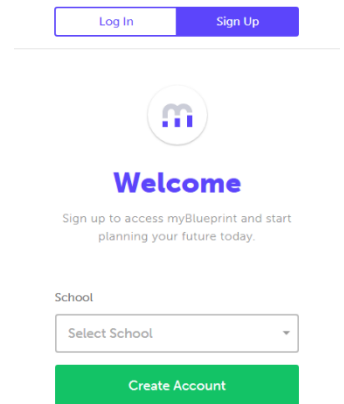 Log In
Sign Up
Welcome
Sign up to access myBlueprint and start
planning your future today.
School
Select School
Create Account